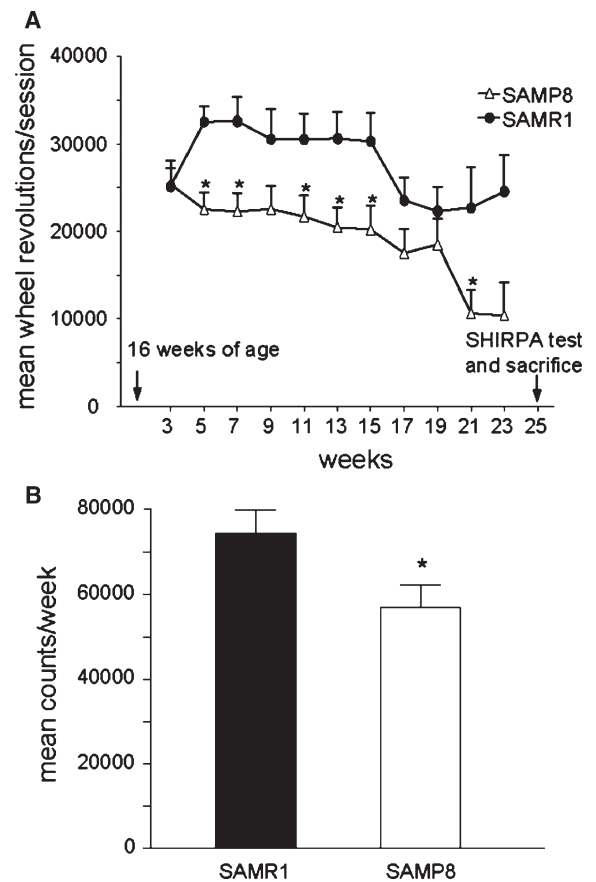 A
mean wheel revolutions/session
40000
30000
20000
10000
0
SAMP8
SAMR1
* * * * * *
16 weeks of age
SHIRPA test
and sacrifice
3 5 7 9 11 13 15 17 19 21 23 25
weeks
B
mean counts/week
80000
60000
40000
20000
0
*
SAMR1 SAMP8